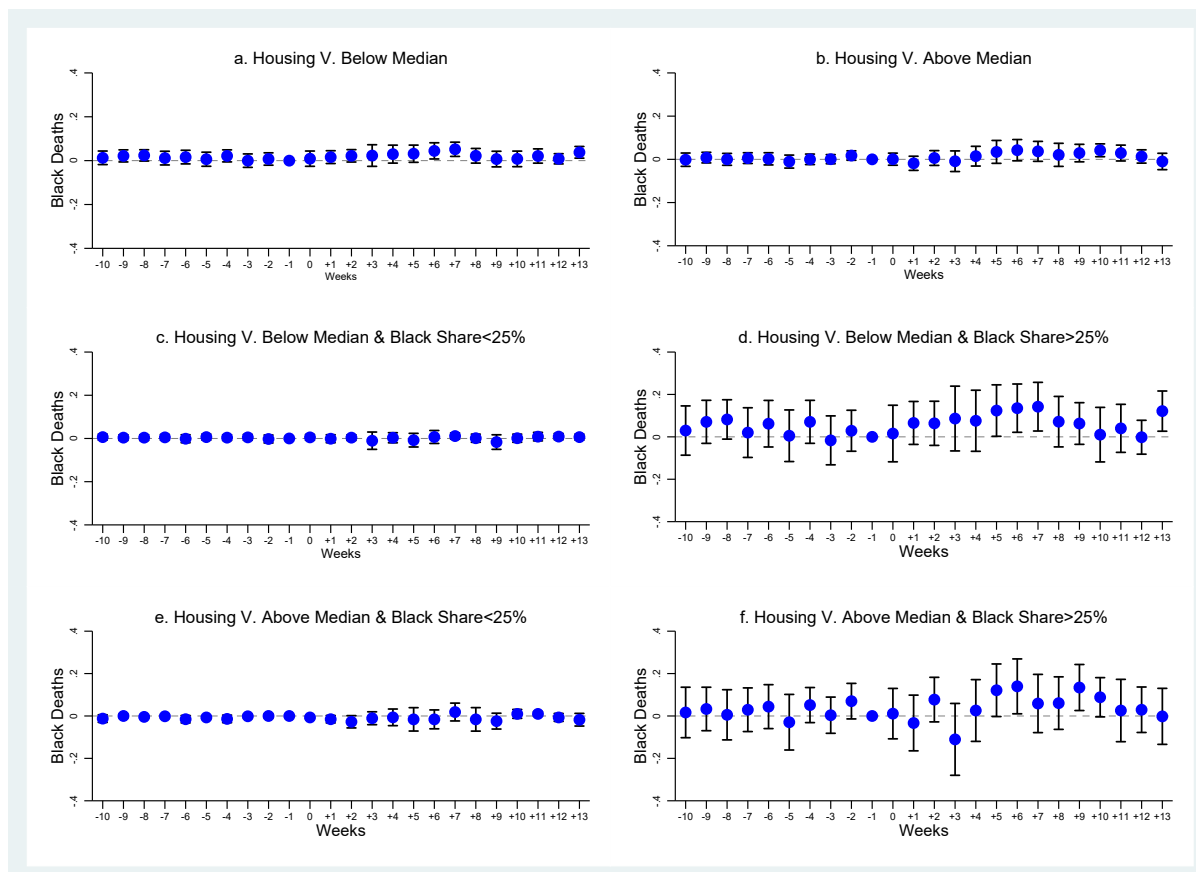 a. Housing V. Below Median
Black Deaths
.4
.2
0
-.2
-.4
-10 -9 -8 -7 -6 -5 -4 -3 -2 -1 0 +1 +2 +3 +4 +5 +6 +7 +8 +9 +10 +11 +12 +13
Weeks
b. Housing V. Above Median
Black Deaths
.4
.2
0
-.2
-.4
-10 -9 -8 -7 -6 -5 -4 -3 -2 -1 0 +1 +2 +3 +4 +5 +6 +7 +8 +9 +10 +11 +12 +13
Weeks
c. Housing V. Below Median & Black Share<25%
Black Deaths
.4
.2
0
-.2
-.4
-10 -9 -8 -7 -6 -5 -4 -3 -2 -1 0 +1 +2 +3 +4 +5 +6 +7 +8 +9 +10 +11 +12 +13
Weeks
d. Housing V. Below Median & Black Share>25%
Black Deaths
.4
.2
0
-.2
-.4
-10 -9 -8 -7 -6 -5 -4 -3 -2 -1 0 +1 +2 +3 +4 +5 +6 +7 +8 +9 +10 +11 +12 +13
Weeks
e. Housing V. Above Median & Black Share<25%
Black Deaths
.4
.2
0
-.2
-.4
-10 -9 -8 -7 -6 -5 -4 -3 -2 -1 0 +1 +2 +3 +4 +5 +6 +7 +8 +9 +10 +11 +12 +13
Weeks
f. Housing V. Above Median & Black Share>25%
Black Deaths
.4
.2
0
-.2
-.4
-10 -9 -8 -7 -6 -5 -4 -3 -2 -1 0 +1 +2 +3 +4 +5 +6 +7 +8 +9 +10 +11 +12 +13
Weeks